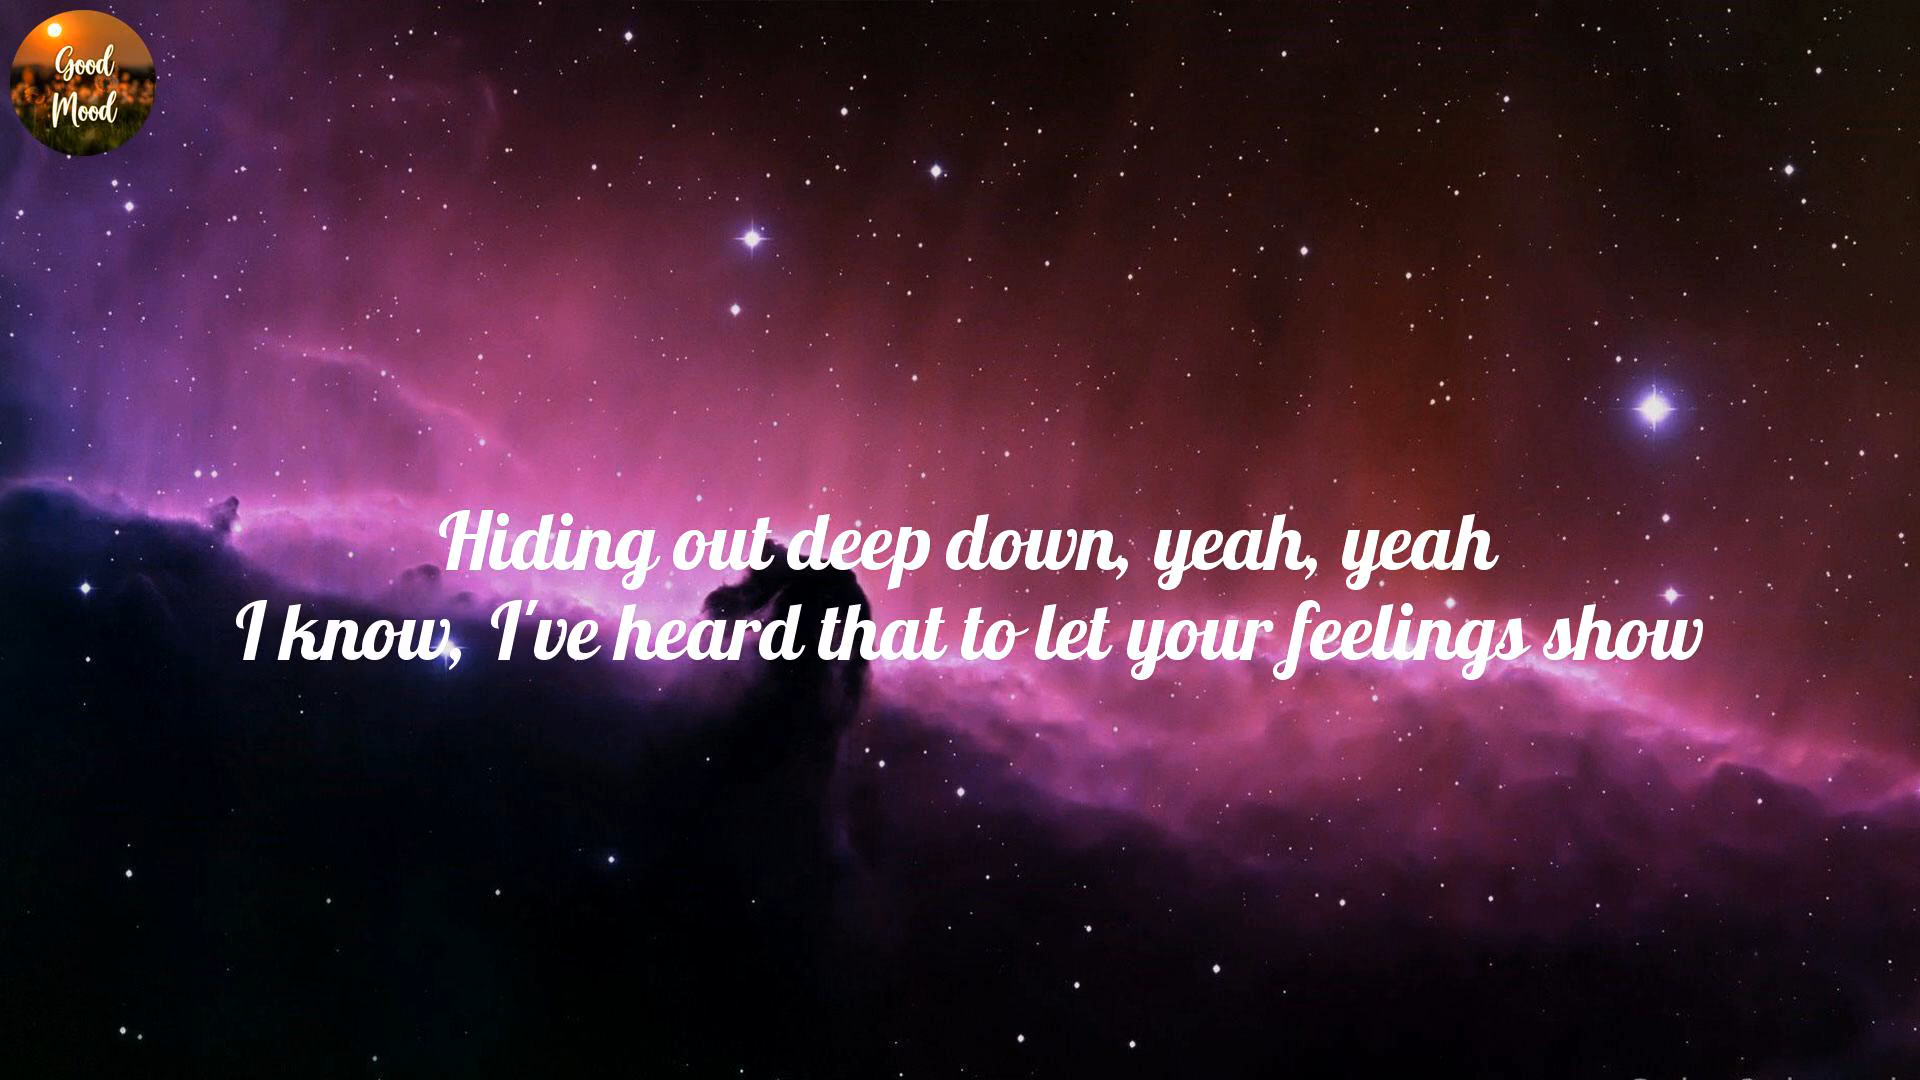 Good
Mood
Hiding out deep down, yeah, yeah
I know, I've heard that to let your feelings show